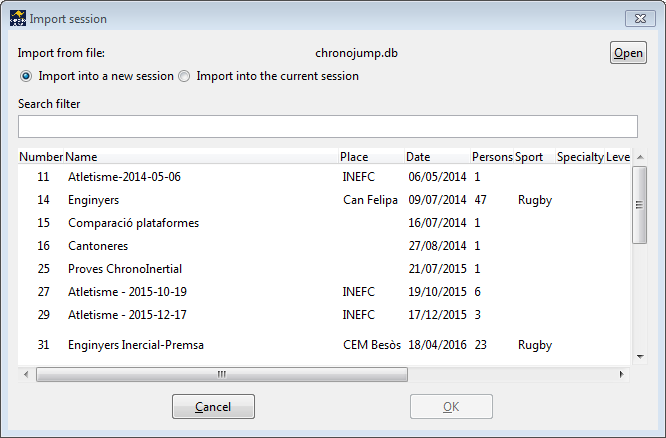 Import session
Import from file: chronojump.db Open
Import into a new session Import into the current session
Search filter
Number Name Place Date Persons Sport Specialty Leve
11 Atletisme-2014-05-06 INEFC 06/05/2014 1
14 Enginyers Can Felipa 09/07/2014 47 Rugby
15 Comparació plataformes 16/07/2014 1
16 Cantoneres 27/08/2014 1
25 Proves ChronoInertial 21/07/2015 1
27 Atletisme - 2015-10-19 INEFC 19/10/2015 6
29 Atletisme - 2015-12-17 INEFC 17/12/2015 3
31 Enginyers Inercial-Premsa CEM Besòs 18/04/2016 23 Rugby
Cancel OK